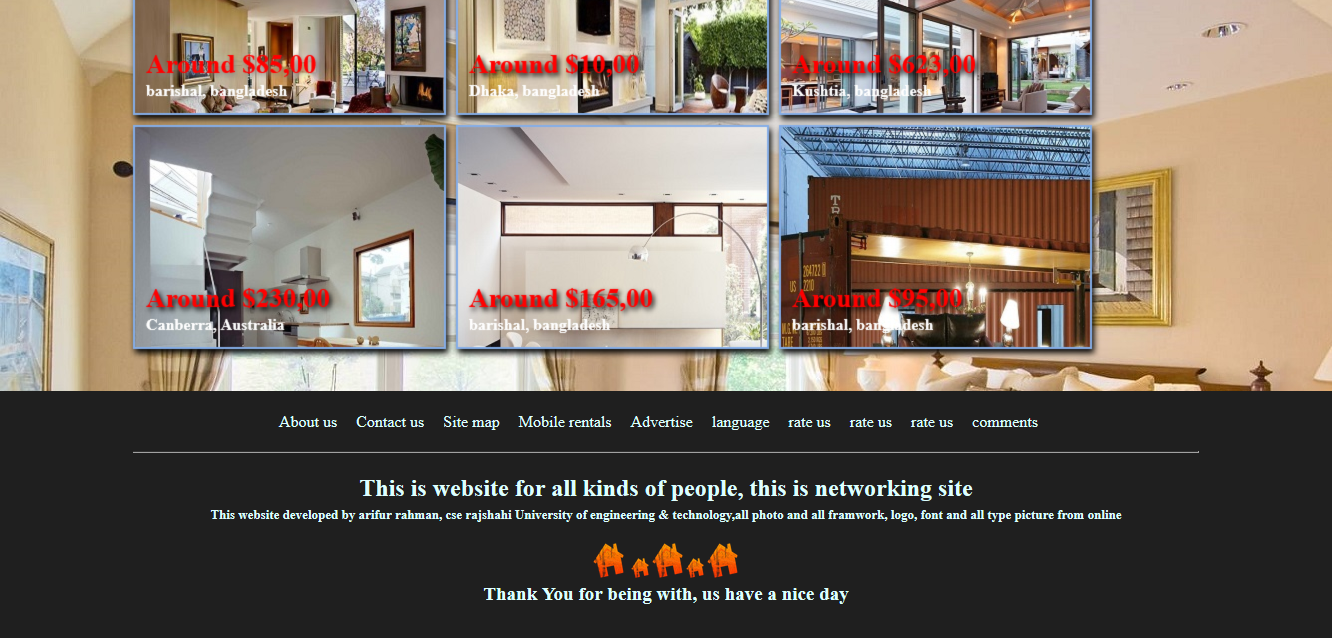 Around $85,00
barishal, bangladesh
Around $10,00
Dhaka, bangladesh
Around $623,00
Kushtia, bangladesh
Around $230,00
Canberra, Australia
Around $165,00
barishal, bangladesh
Around $95,00
barishal, bangladesh
About us Contact us Site map Mobile rentals Advertise language rate us rate us rate us comments
This is website for all kinds of people, this is networking site
This website developed by arifur rahman, cse rajshahi University of engineering & technology,all photo and all framwork, logo, font and all type picture from online
Thank You for being with, us have a nice day